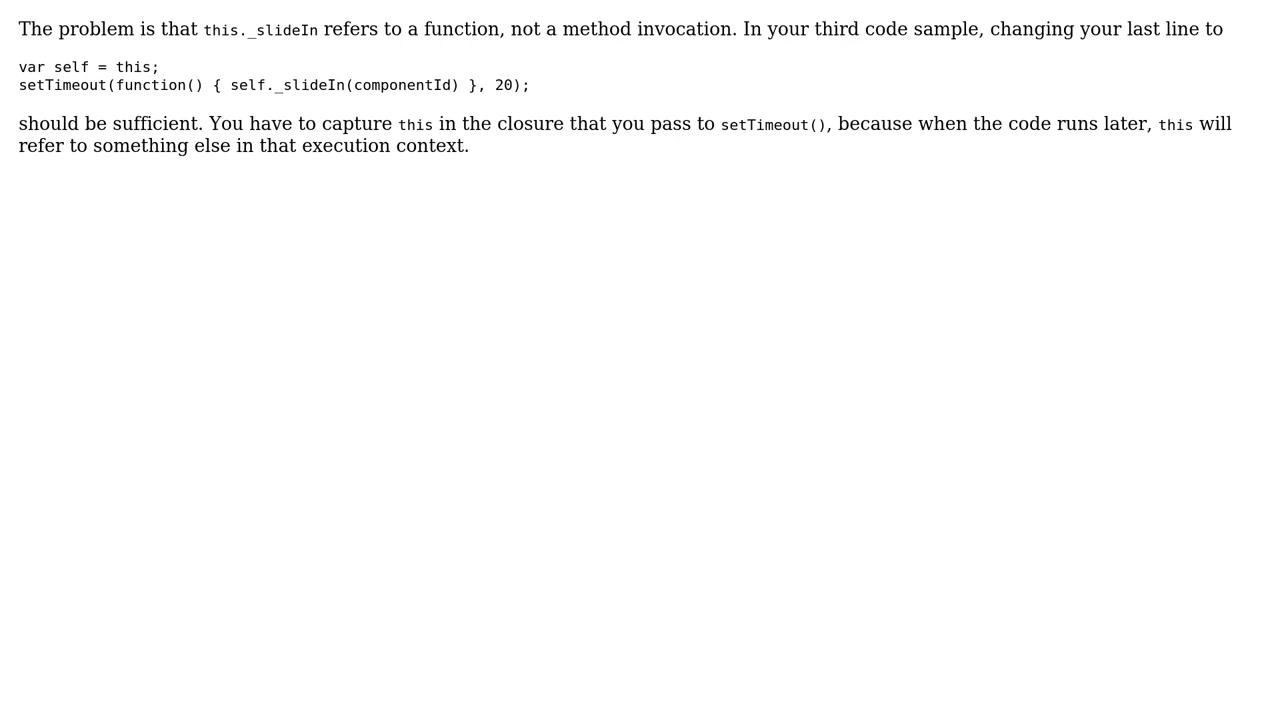 The problem is that this._slideIn refers to a function, not a method invocation. In your third code sample, changing your last line to
var self = this;
setTimeout(function() { self._slideIn(componentId) }, 20);
should be sufficient. You have to capture this in the closure that you pass to setTimeout(), because when the code runs later, this will
refer to something else in that execution context.